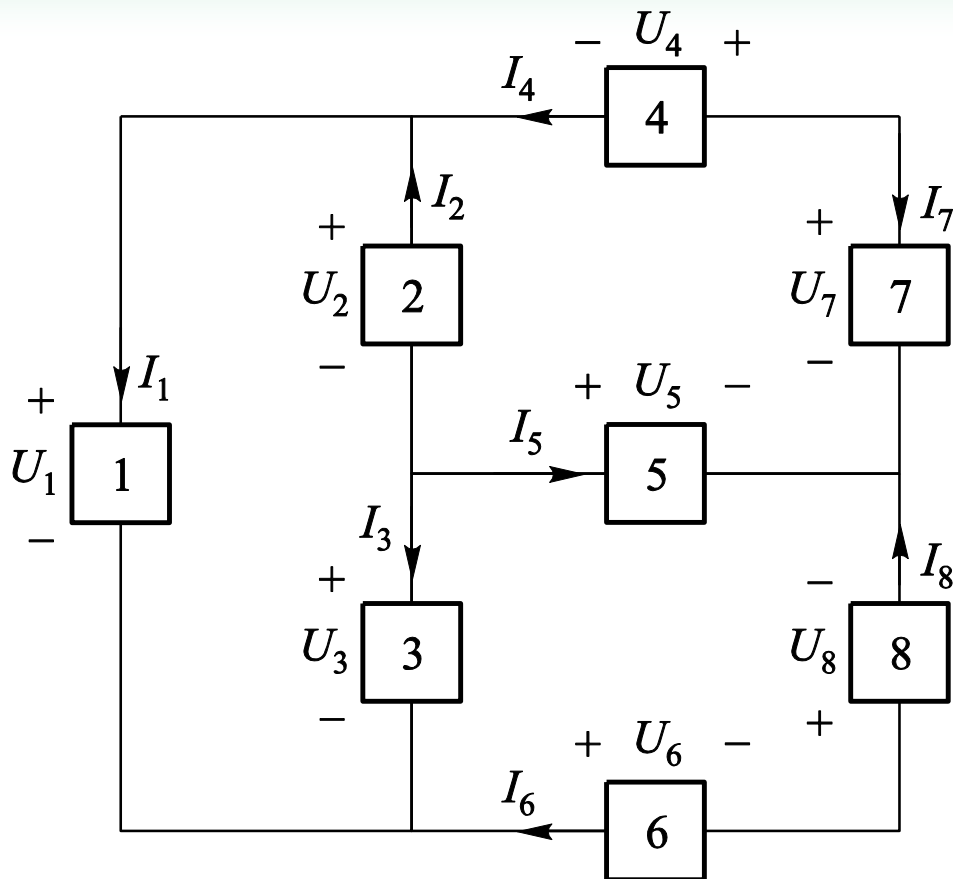 − U4 +
I4
4
I2
I7
+
+
U2
2
U7
7
−
−
I1
+
+ U5 −
I5
U1
1
5
−
I3
I8
+
−
U3
3
U8
8
−
+
+ U6 −
I6
6